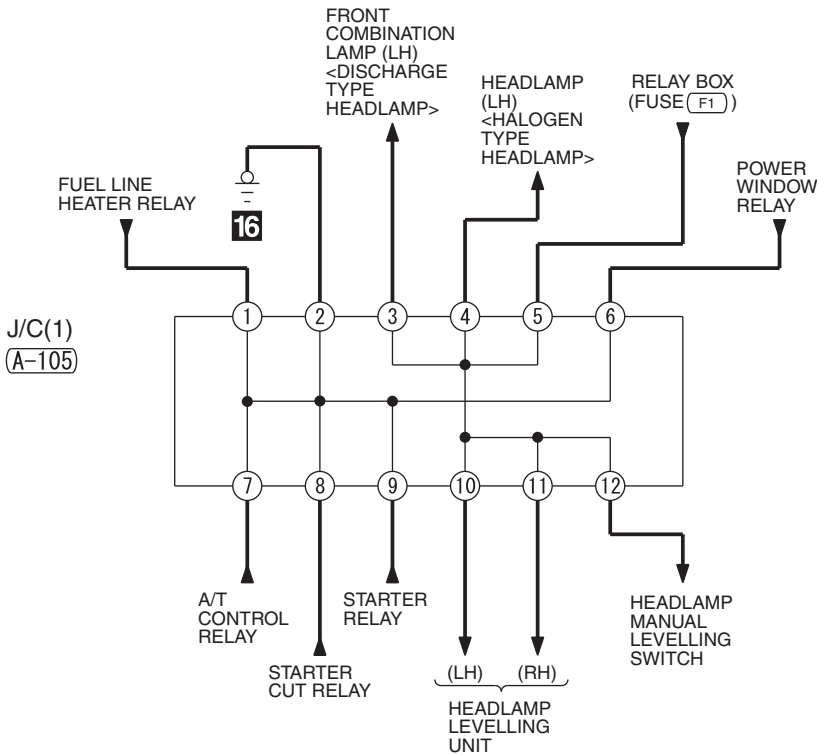 FRONT
COMBINATION
LAMP (LH)
<DISCHARGE
TYPE
HEADLAMP>
HEADLAMP
(LH)
<HALOGEN
TYPE
HEADLAMP>
RELAY BOX
(FUSE F1 )
POWER
WINDOW
RELAY
FUEL LINE
HEATER RELAY
16
J/C(1)
A-105
1 2 3 4 5 6
7 8 9 10 11 12
A/T
CONTROL
RELAY
STARTER
CUT RELAY
STARTER
RELAY
(LH) (RH)
HEADLAMP
LEVELLING
UNIT
HEADLAMP
MANUAL
LEVELLING
SWITCH